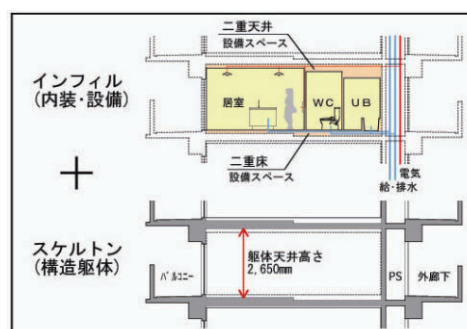 二重天井
設備スペース
インフィル
(内装・設備)
居室
WC
UB
二重床
設備スペース
電気
給・排水
+
スケルトン
(構造躯体)
躯体天井高さ
2,650mm
バルコニー
PS
外廊下